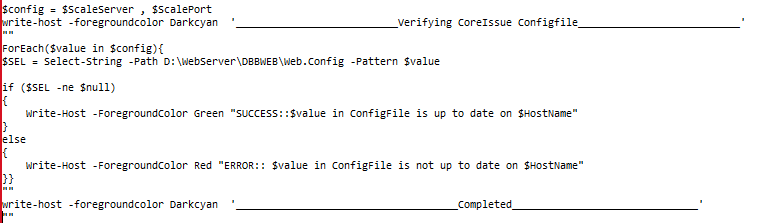 $config = $ScaleServer , $ScalePort
write-host -foregroundcolor Darkcyan  '_________________________Verifying CoreIssue Configfile_________________________'
""
ForEach($value in $config){
$SEL = Select-String -Path D:\WebServer\DBBWEB\Web.Config -Pattern $value
if ($SEL -ne $null)
{
    Write-Host -ForegroundColor Green "SUCCESS::$value in ConfigFile is up to date on $HostName"
}
else
{
    Write-Host -ForegroundColor Red "ERROR:: $value in ConfigFile is not up to date on $HostName"
}}
""
write-host -foregroundcolor Darkcyan  '__________________________________Completed_____________________________'
""